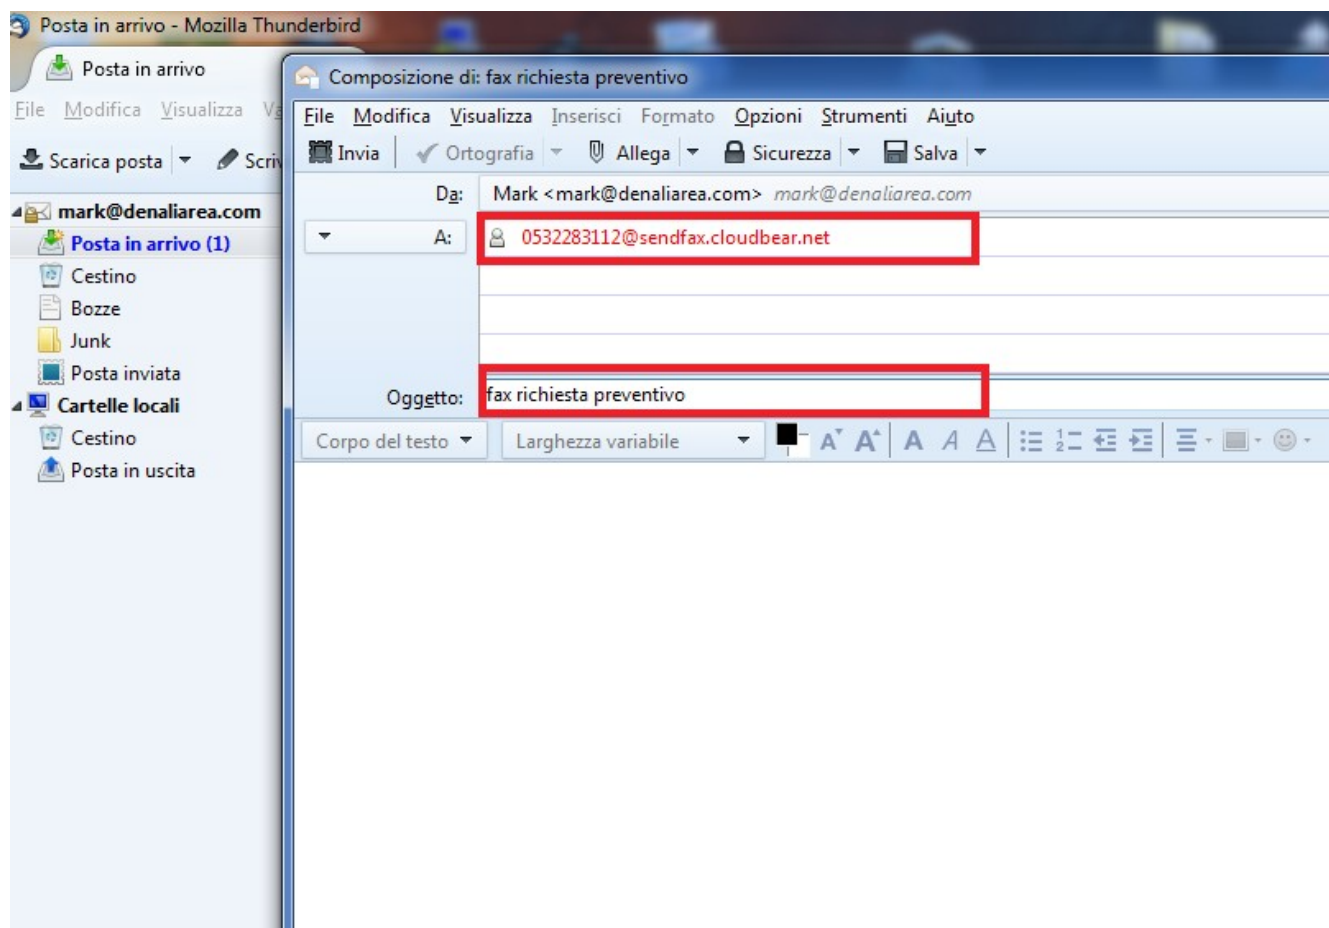 Posta in arrivo - Mozilla Thunderbird
Posta in arrivo
File Modifica Visualizza
Scarica posta
mark@denaliarea.com
Posta in arrivo (1)
Cestino
Bozze
Junk
Posta inviata
Cartelle locali
Cestino
Posta in uscita
Composizione di: fax richiesta preventivo
File Modifica Visualizza Inserisci Formato Opzioni Strumenti Aiuto
Invia Ortografia Allega Sicurezza Salva
Da: Mark <mark@denaliarea.com> mark@denaliarea.com
A: 0532283112@sendfax.cloudbear.net
Oggetto: fax richiesta preventivo
Corpo del testo Larghezza variabile